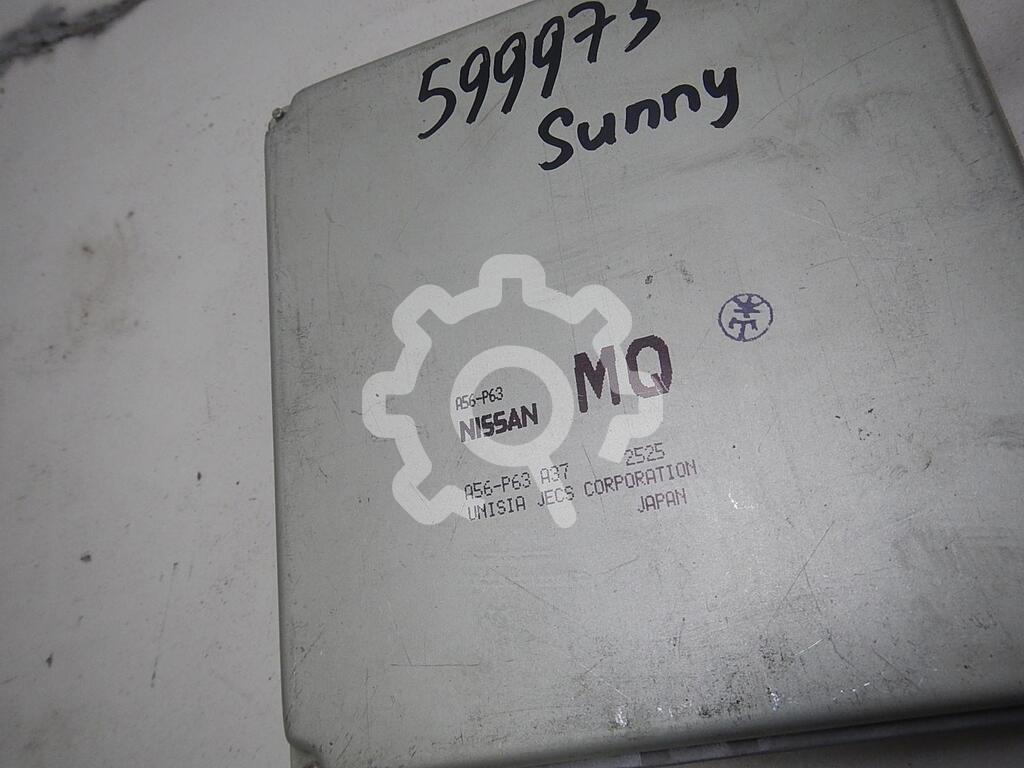 599973
Sunny
A56-P63
NISSAN MQ
A56-P63 A37 2525
UNISIA JECS CORPORATION
JAPAN